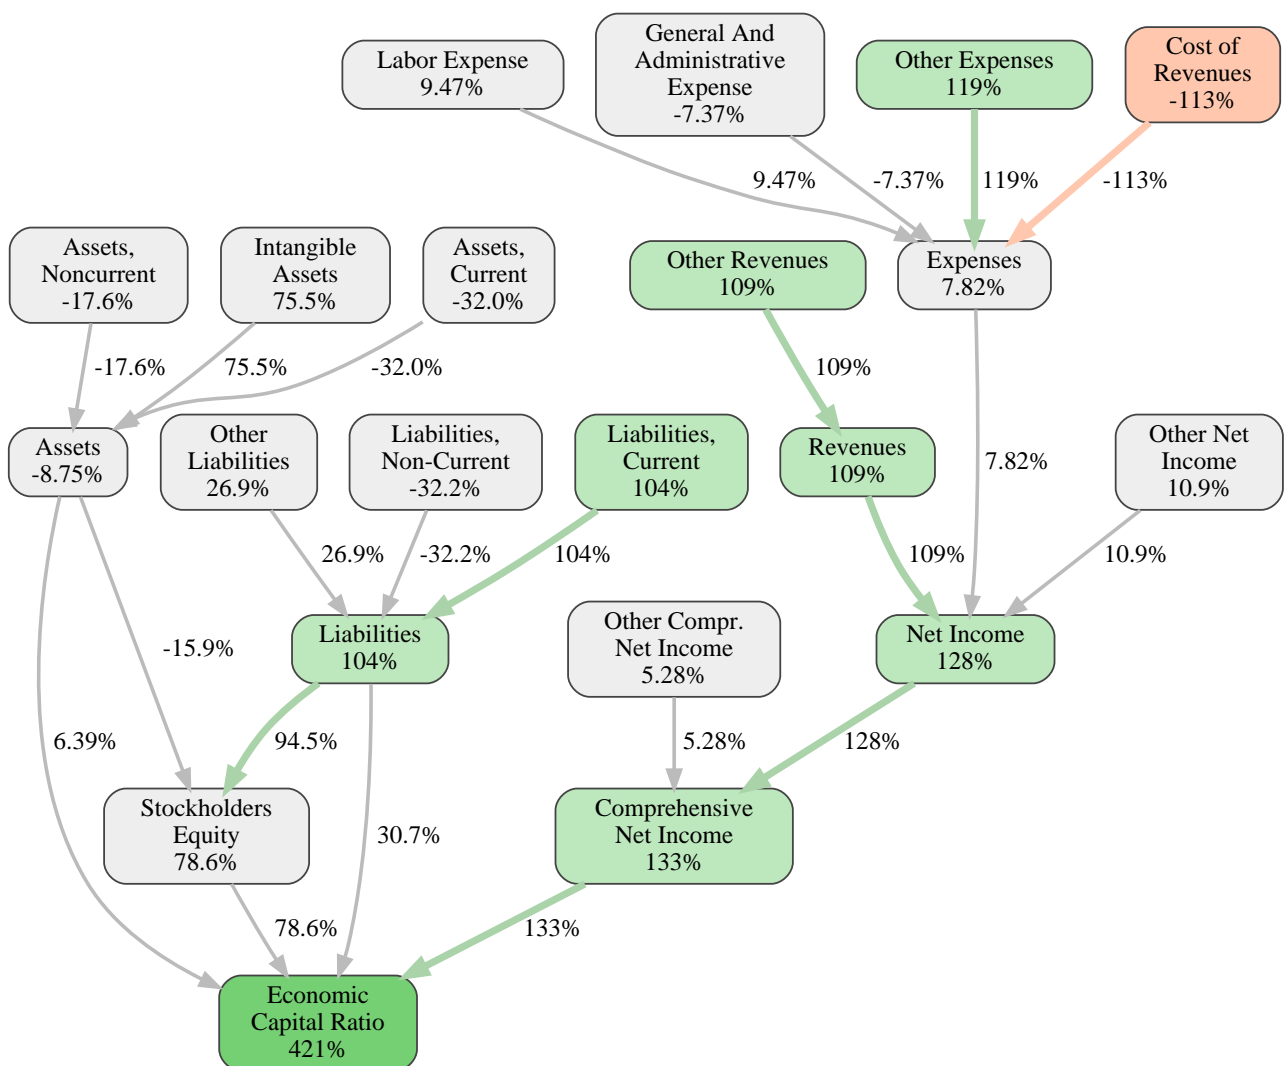 Labor Expense
9.47%
General And
Administrative
Expense
-7.37%
Other Expenses
119%
Cost of
Revenues
-113%
9.47%
-7.37%
119%
-113%
Assets,
Noncurrent
-17.6%
Intangible
Assets
75.5%
Assets,
Current
-32.0%
Other Revenues
109%
Expenses
7.82%
-17.6%
75.5%
-32.0%
109%
Assets
-8.75%
Other
Liabilities
26.9%
Liabilities,
Non-Current
-32.2%
Liabilities,
Current
104%
Revenues
109%
7.82%
Other Net
Income
10.9%
26.9%
-32.2%
104%
109%
10.9%
Liabilities
104%
-15.9%
Other Compr.
Net Income
5.28%
Net Income
128%
6.39%
94.5%
5.28%
128%
Stockholders
Equity
78.6%
30.7%
Comprehensive
Net Income
133%
78.6%
133%
Economic
Capital Ratio
421%